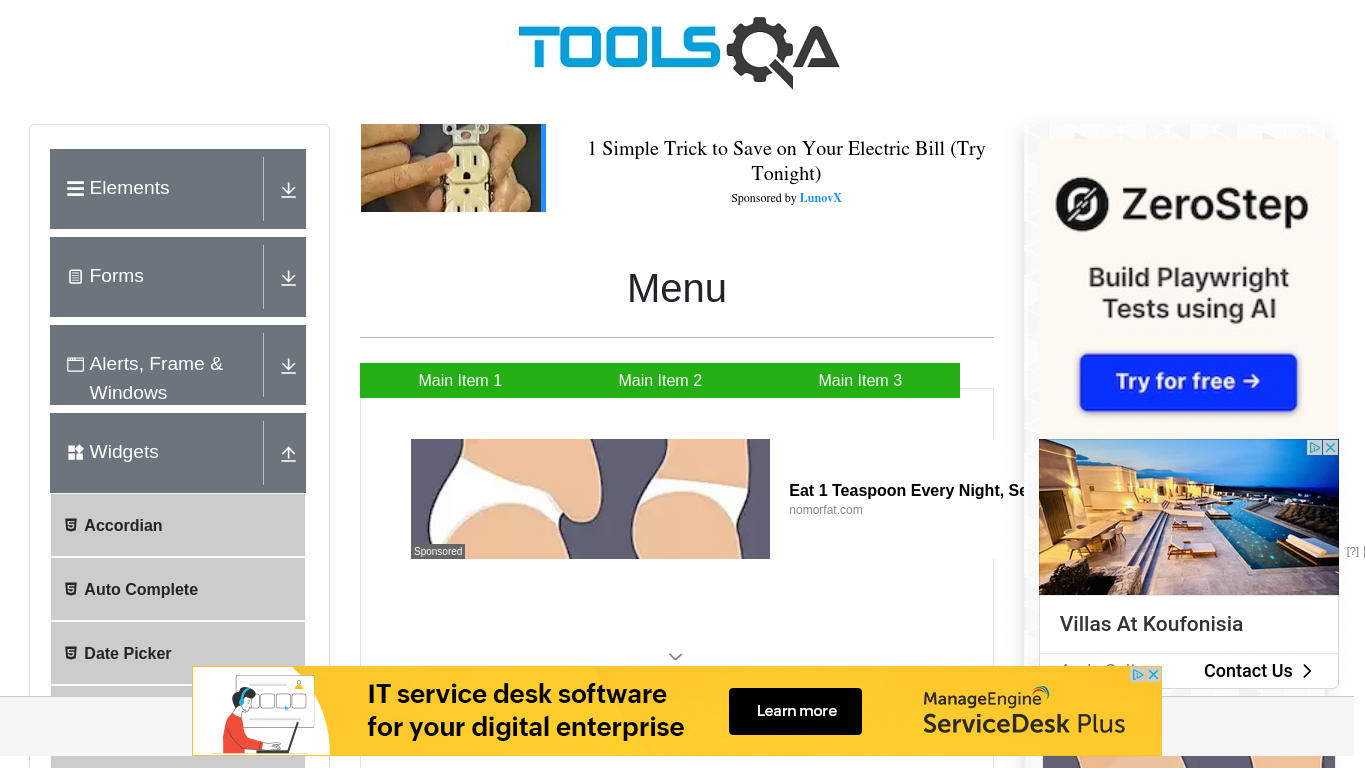 TOOLSQA
Elements
Forms
Alerts, Frame &
Windows
Widgets
Accordian
Auto Complete
Date Picker
1 Simple Trick to Save on Your Electric Bill (Try
Tonight)
Sponsored by LunovX
Menu
Main Item 1
Main Item 2
Main Item 3
Eat 1 Teaspoon Every Night, Se
nomorfat.com
Sponsored
ZeroStep
Build Playwright
Tests using AI
Try for free →
[?]
Villas At Koufonisia
Contact Us
IT service desk software
for your digital enterprise
Learn more
ManageEngine
ServiceDesk Plus